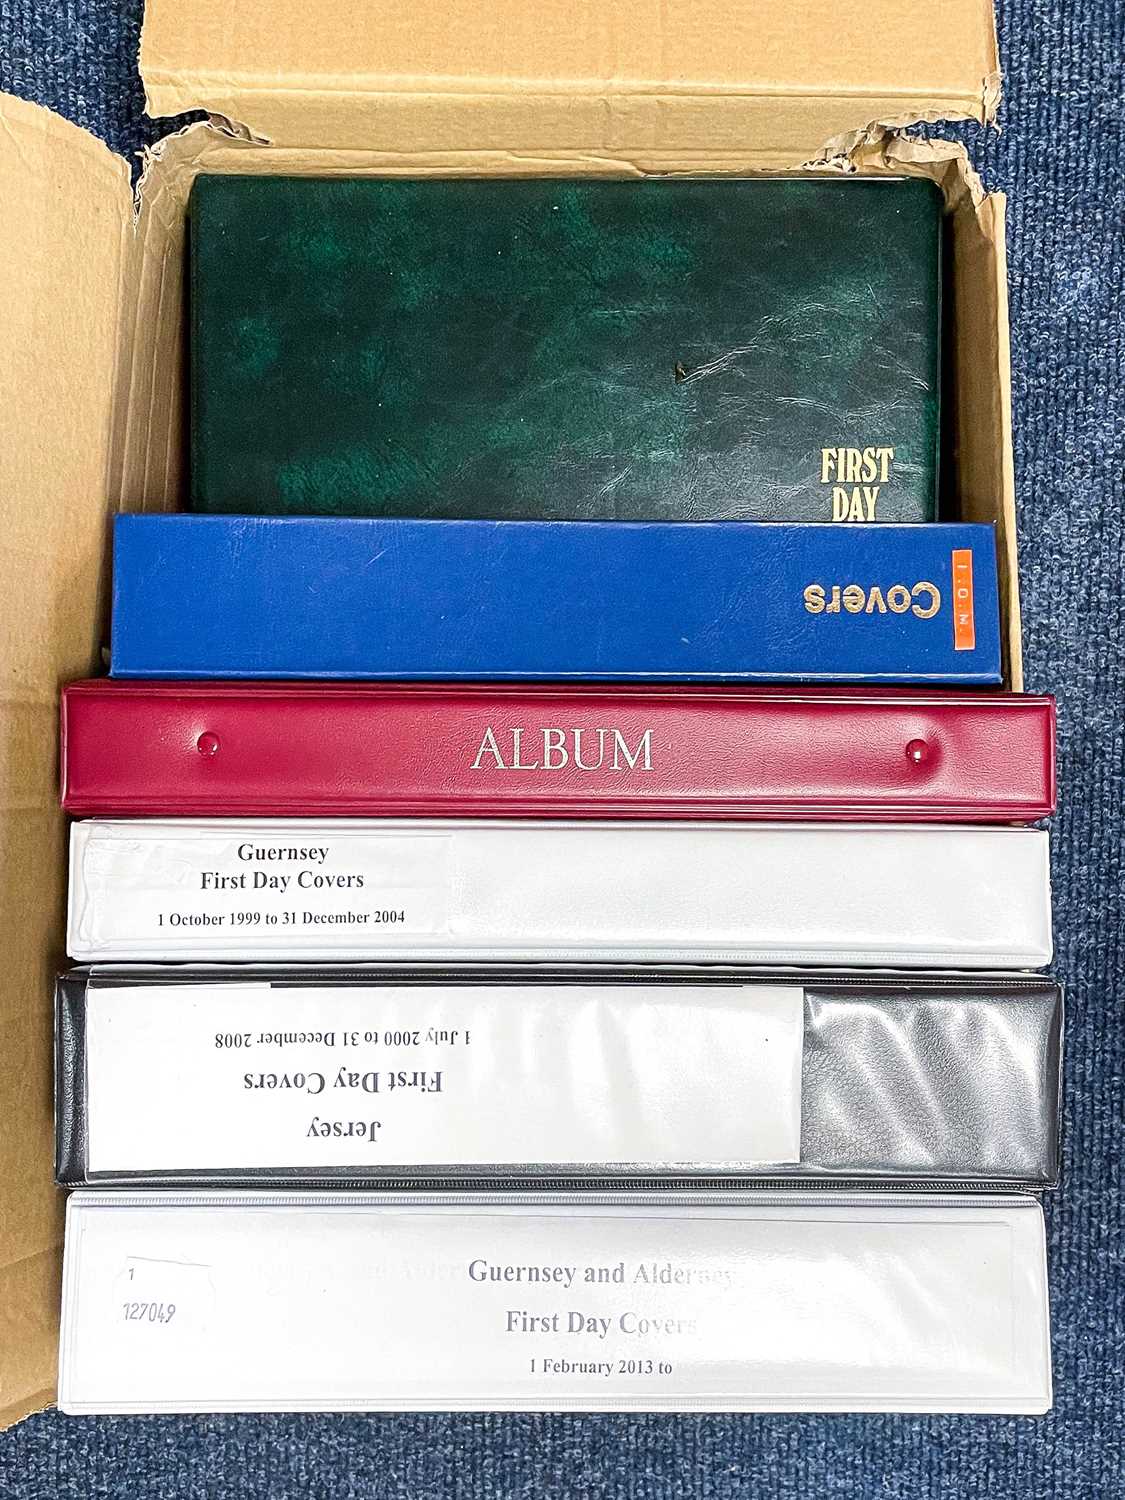 FIRST
DAY
Covers
I.O.M.
ALBUM
Guernsey
First Day Covers
1 October 1999 to 31 December 2004
Jersey
First Day Covers
1 July 2000 to 31 December 2008
1
127049
Guernsey and Alderney
First Day Covers
1 February 2013 to